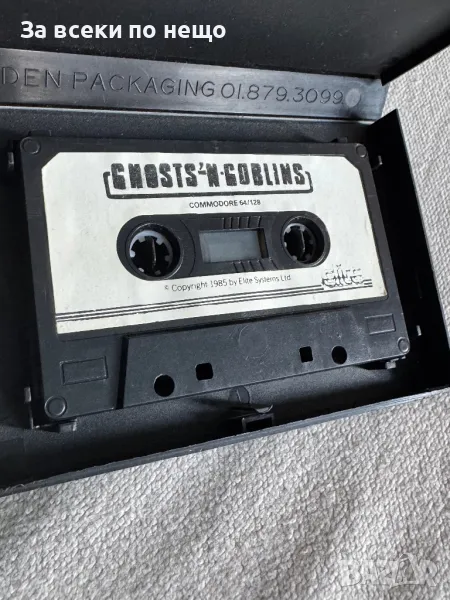 За всеки по нещо
DEN PACKAGING 01.879.3099
GHOSTS'N·GOBLINS
COMMODORE 64/128
© Copyright 1985 by Elite Systems Ltd.
elite